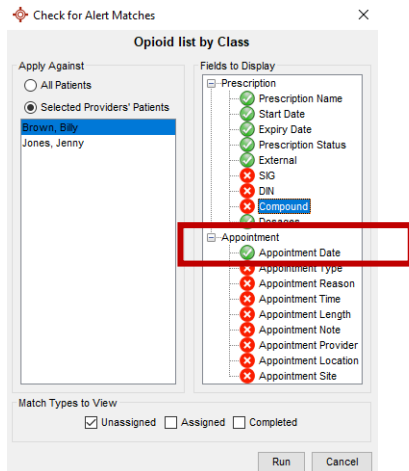 Check for Alert Matches
Opioid list by Class
Apply Against
All Patients
Selected Providers' Patients
Brown, Billy
Jones, Jenny
Fields to Display
Prescription
Prescription Name
Start Date
Expiry Date
Prescription Status
External
SIG
DIN
Compound
Dosages
Appointment
Appointment Date
Appointment Type
Appointment Reason
Appointment Time
Appointment Length
Appointment Note
Appointment Provider
Appointment Location
Appointment Site
Match Types to View
Unassigned Assigned Completed
Run Cancel